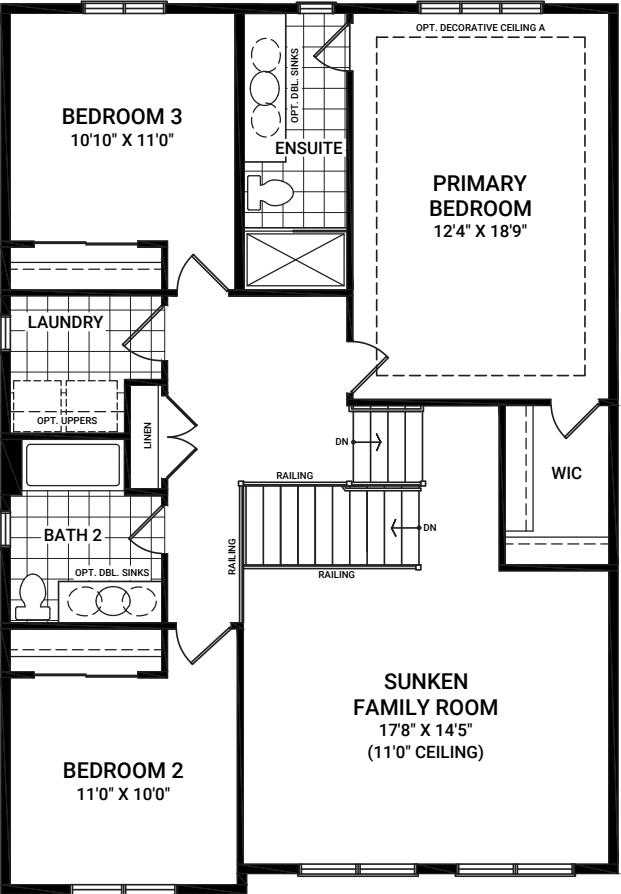 OPT. DECORATIVE CEILING A
BEDROOM 3
10'10" X 11'0"
OPT. DBL. SINKS
ENSUITE
PRIMARY
BEDROOM
12'4" X 18'9"
LAUNDRY
OPT. UPPERS
LINEN
DN
WIC
RAILING
DN
RAILING
RAILING
BATH 2
OPT. DBL. SINKS
SUNKEN
FAMILY ROOM
17'8" X 14'5"
(11'0" CEILING)
BEDROOM 2
11'0" X 10'0"